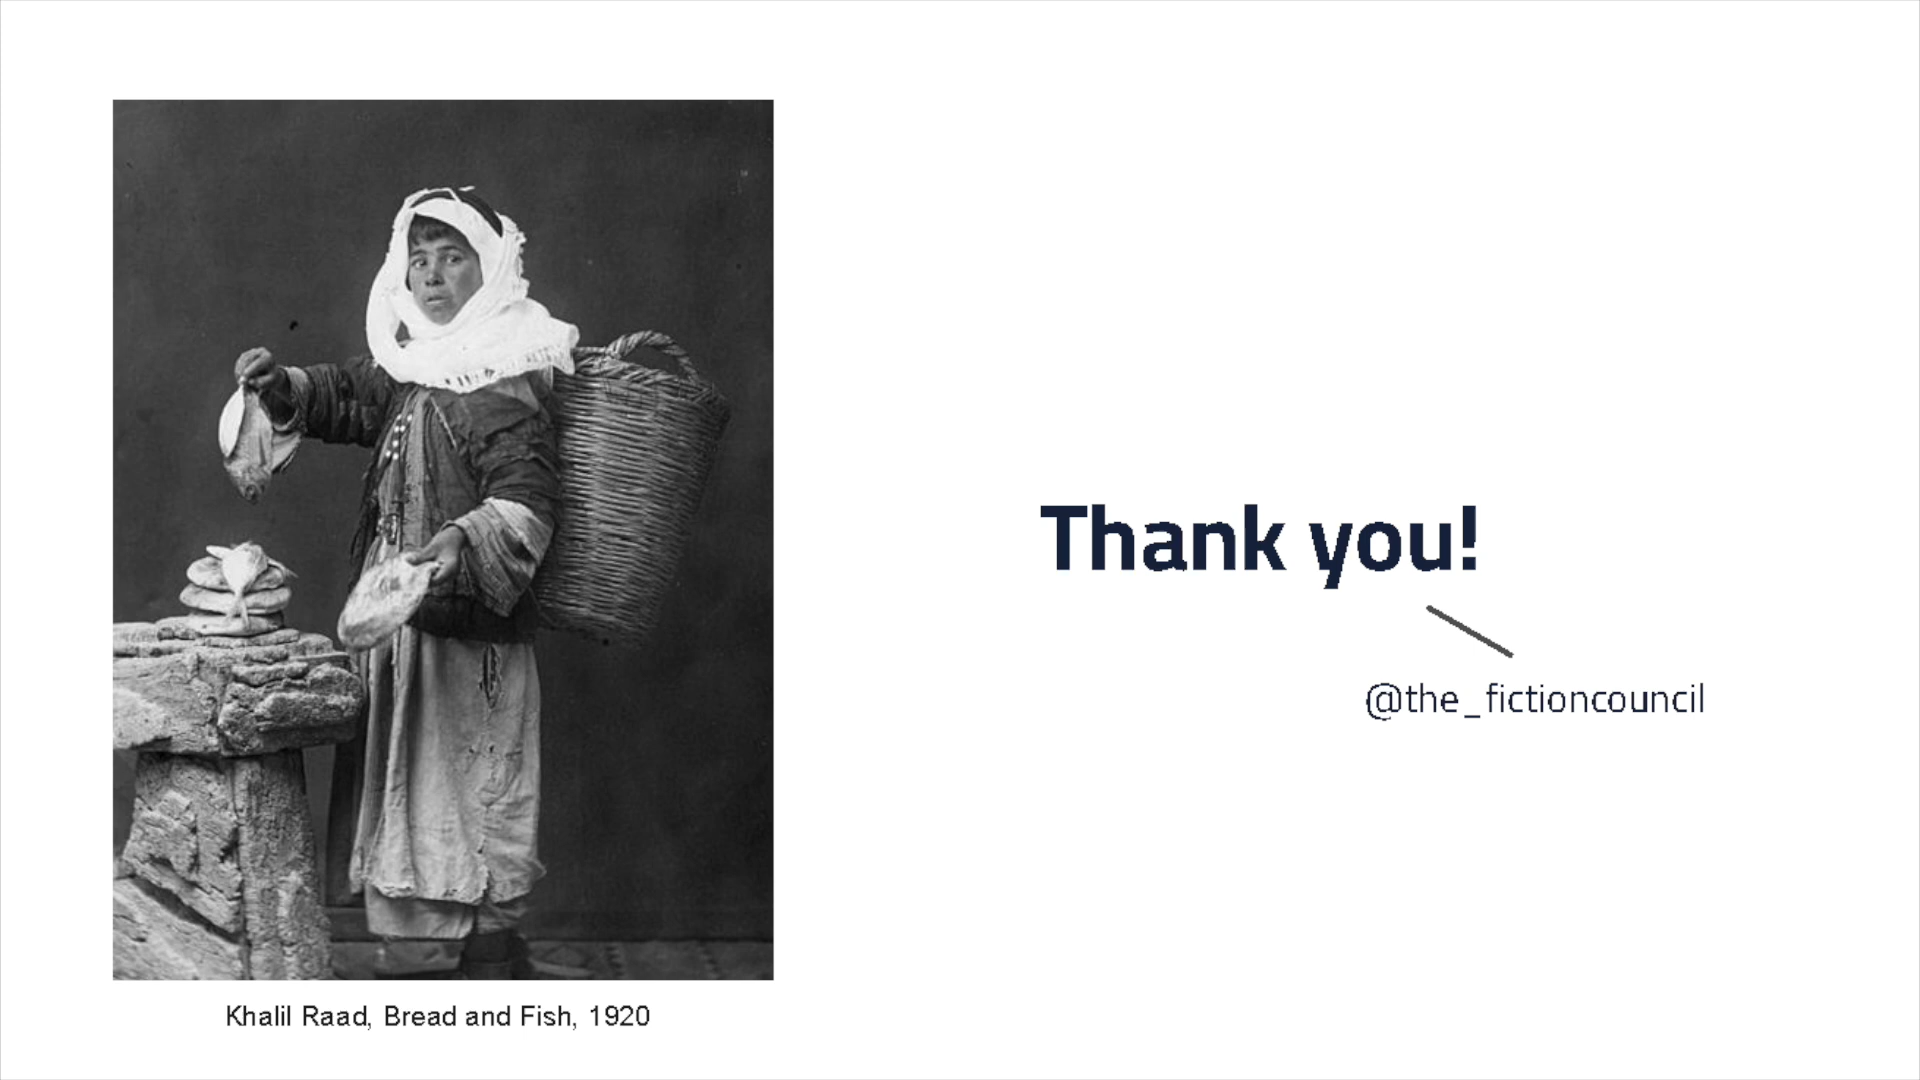 Thank you!
@the_fictioncouncil
Khalil Raad, Bread and Fish, 1920